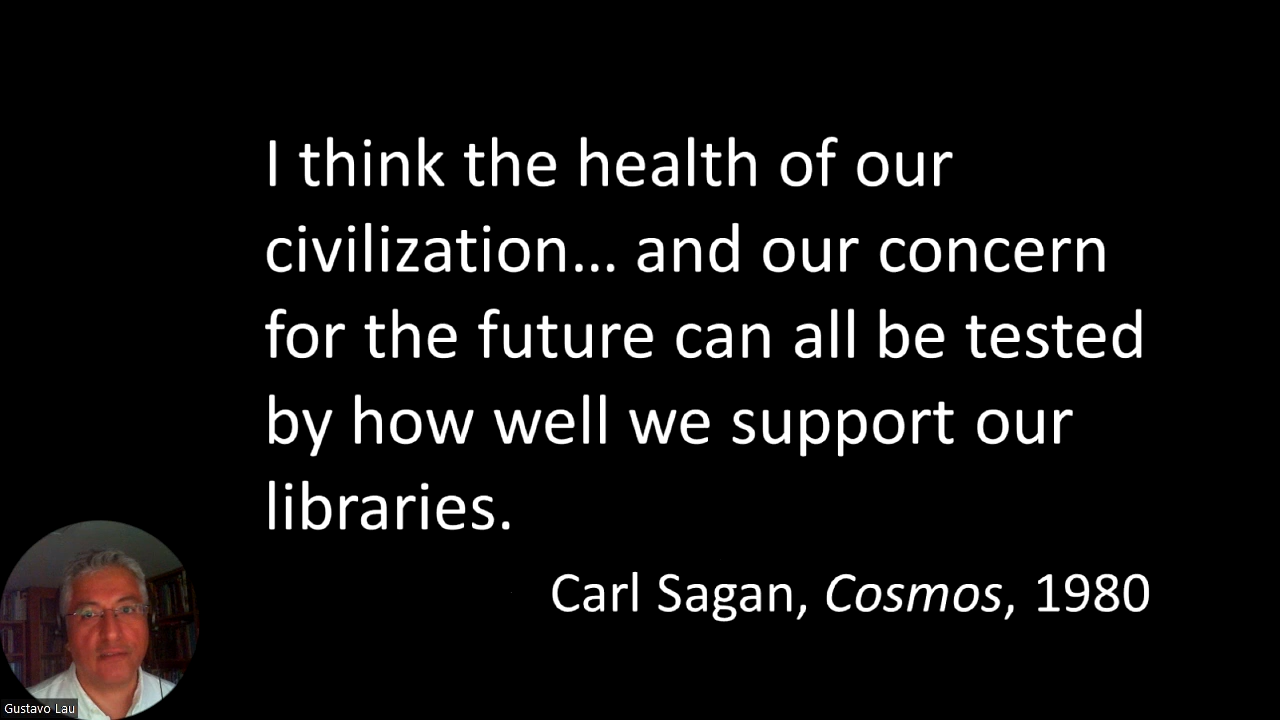 I think the health of our
civilization... and our concern
for the future can all be tested
by how well we support our
libraries.
Carl Sagan, Cosmos, 1980
Gustavo Lau